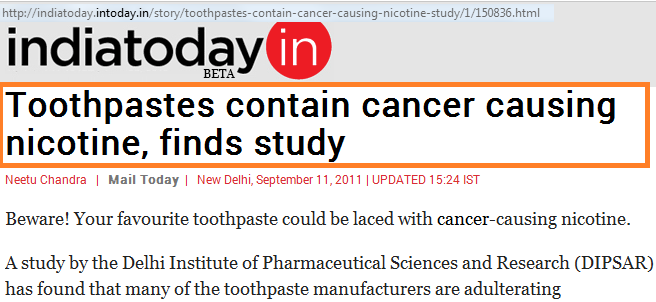 http://indiatoday.intoday.in/story/toothpastes-contain-cancer-causing-nicotine-study/1/150836.html
indiatoday in
BETA
Toothpastes contain cancer causing
nicotine, finds study
Neetu Chandra | Mail Today | New Delhi, September 11, 2011 | UPDATED 15:24 IST
Beware! Your favourite toothpaste could be laced with cancer-causing nicotine.
A study by the Delhi Institute of Pharmaceutical Sciences and Research (DIPSAR)
has found that many of the toothpaste manufacturers are adulterating